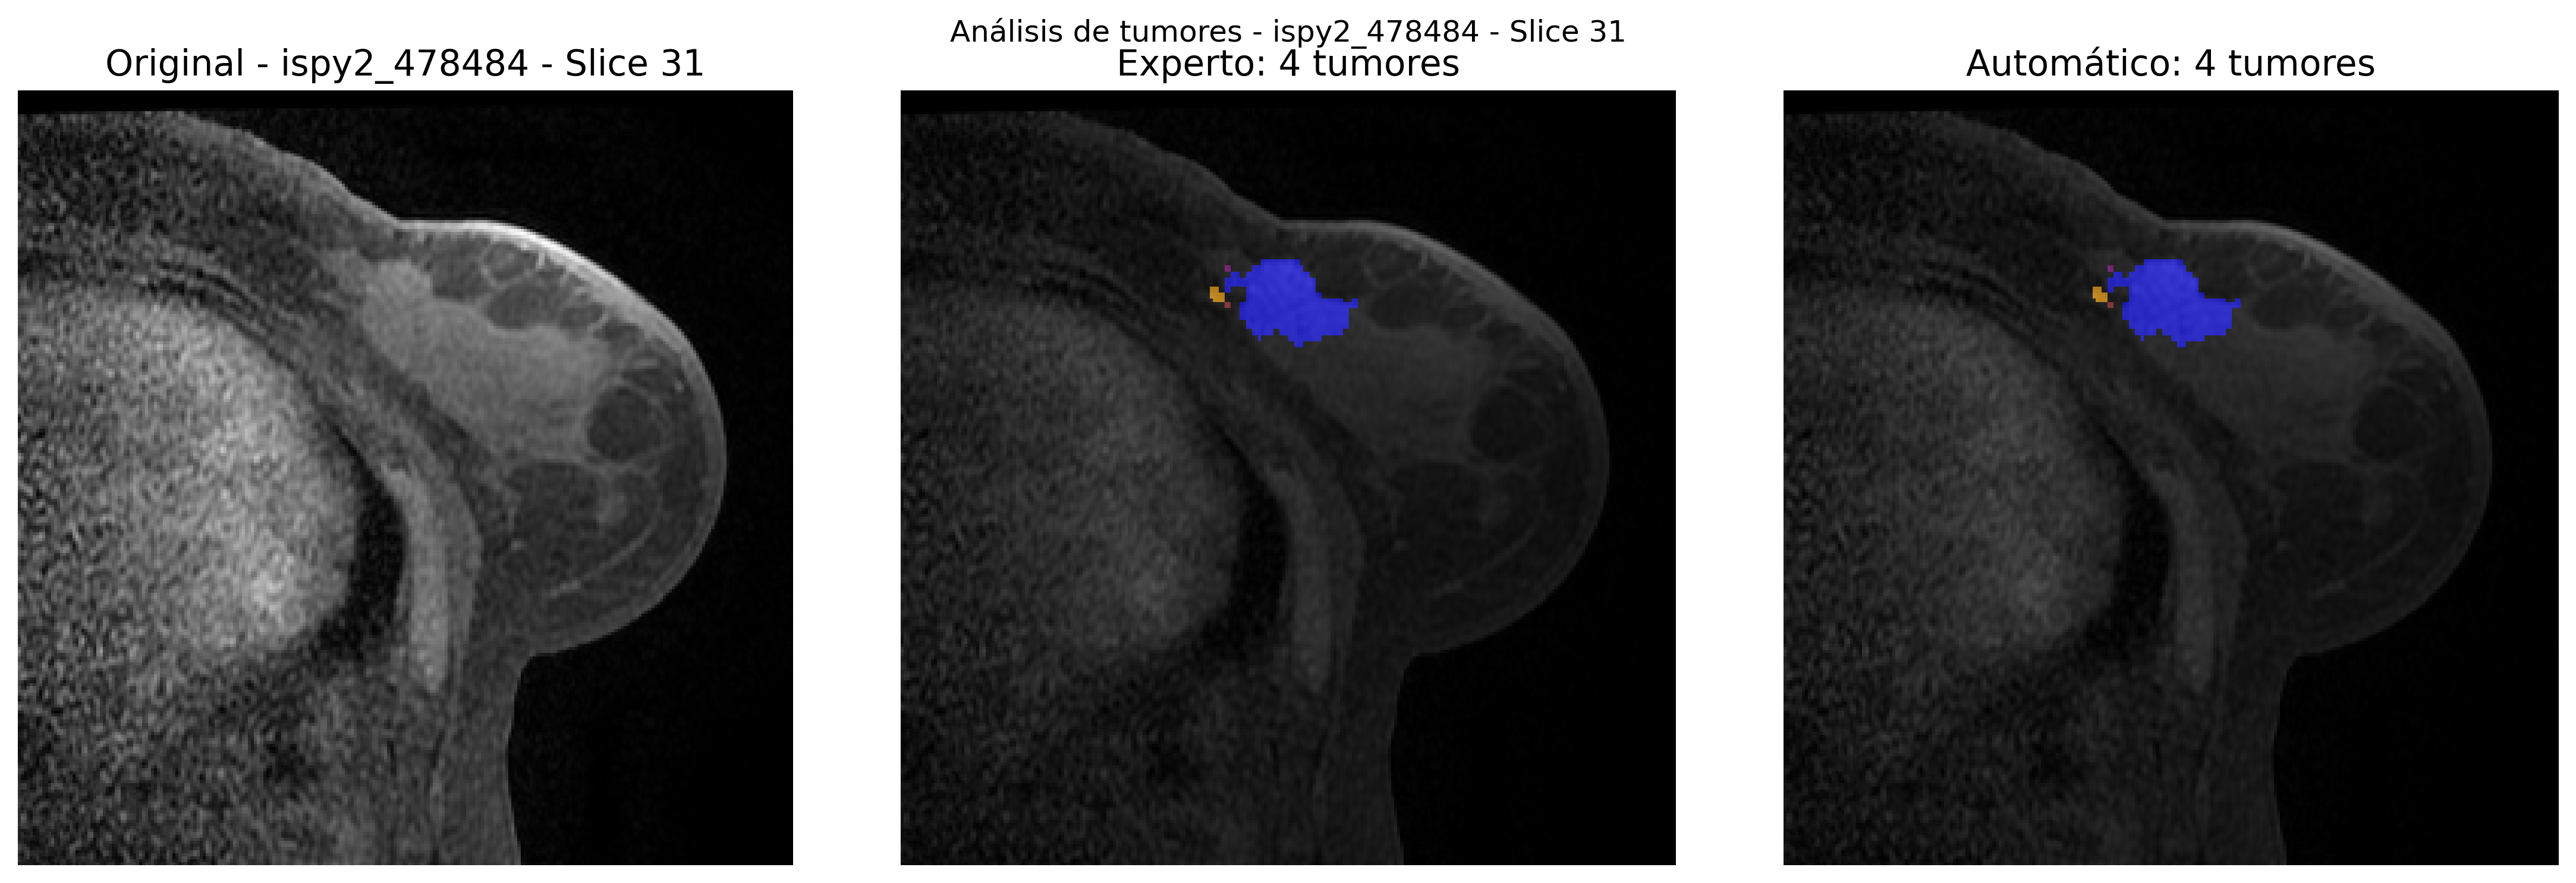 Análisis de tumores - ispy2_478484 - Slice 31
Original - ispy2_478484 - Slice 31
Experto: 4 tumores
Automático: 4 tumores